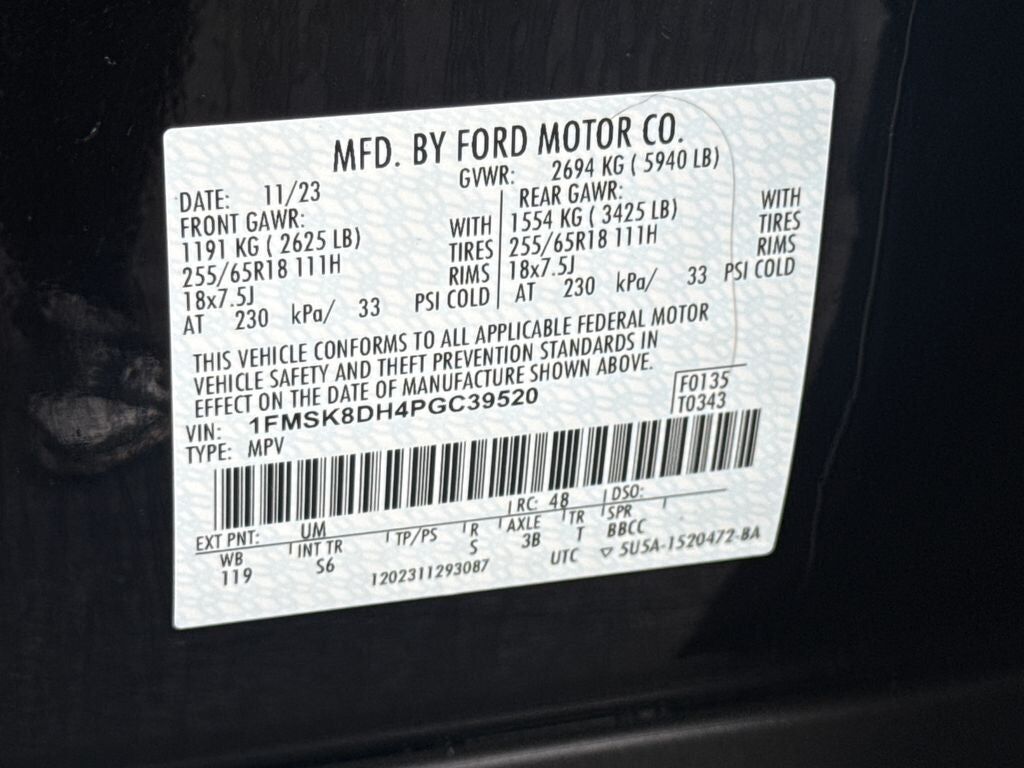 MFD. BY FORD MOTOR CO.
DATE: 11/23
GVWR: 2694 KG ( 5940 LB)
FRONT GAWR:
1191 KG ( 2625 LB) WITH
255/65R18 111H TIRES
18x7.5J RIMS
AT 230 kPa/ 33 PSI COLD
REAR GAWR:
1554 KG ( 3425 LB) WITH
255/65R18 111H TIRES
18x7.5J RIMS
AT 230 kPa/ 33 PSI COLD
THIS VEHICLE CONFORMS TO ALL APPLICABLE FEDERAL MOTOR
VEHICLE SAFETY AND THEFT PREVENTION STANDARDS IN
EFFECT ON THE DATE OF MANUFACTURE SHOWN ABOVE.
VIN: 1FMSK8DH4PGC39520
F0135
T0343
TYPE: MPV
EXT PNT: UM RC: 48 DSO:
WB INT TR TP/PS R AXLE TR SPR
119 S6 S 3B T BBCC
1202311293087 UTC ▽ 5U5A-1520472-BA